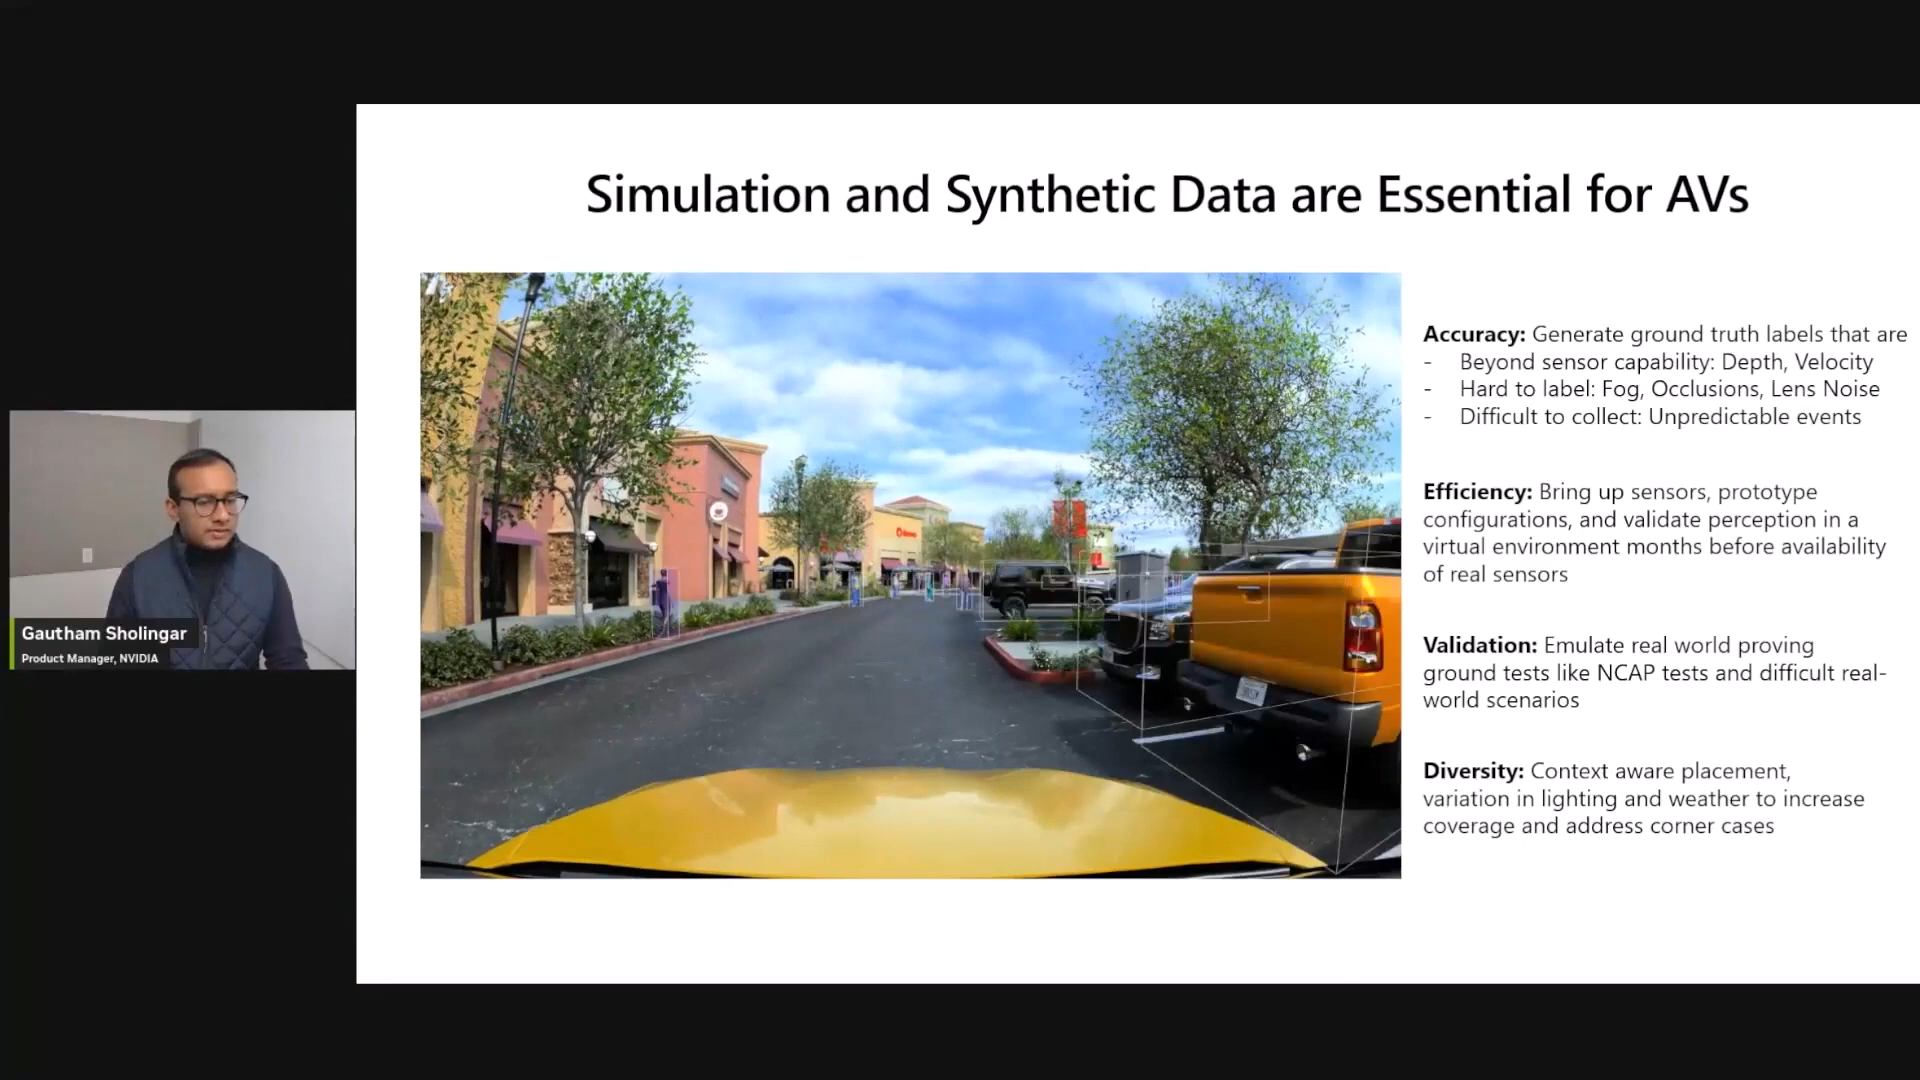 Simulation and Synthetic Data are Essential for AVs
Accuracy: Generate ground truth labels that are
- Beyond sensor capability: Depth, Velocity
- Hard to label: Fog, Occlusions, Lens Noise
- Difficult to collect: Unpredictable events
Efficiency: Bring up sensors, prototype
configurations, and validate perception in a
virtual environment months before availability
of real sensors
Validation: Emulate real world proving
ground tests like NCAP tests and difficult real-
world scenarios
Diversity: Context aware placement,
variation in lighting and weather to increase
coverage and address corner cases
Gautham Sholingar
Product Manager, NVIDIA